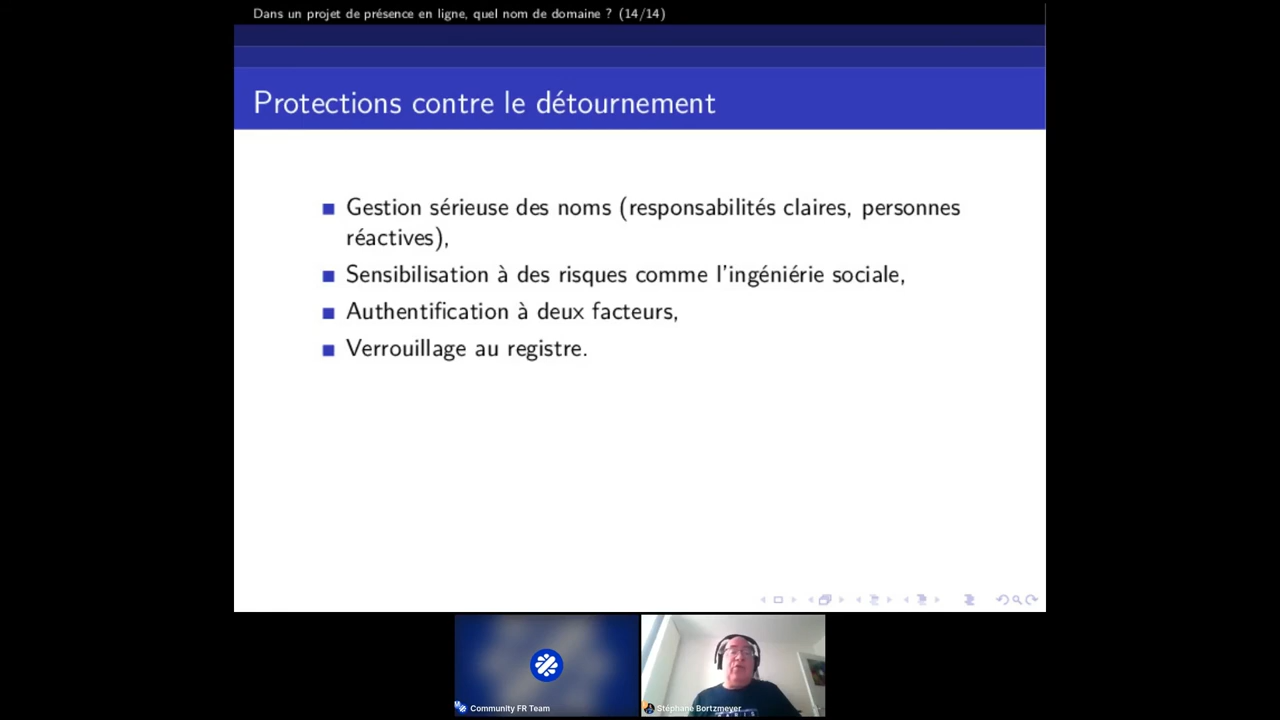 Dans un projet de présence en ligne, quel nom de domaine ? (14/14)
Protections contre le détournement
Gestion sérieuse des noms (responsabilités claires, personnes
réactives),
Sensibilisation à des risques comme l'ingéniérie sociale,
Authentification à deux facteurs,
Verrouillage au registre.
Community FR Team
Stéphane Bortzmeyer